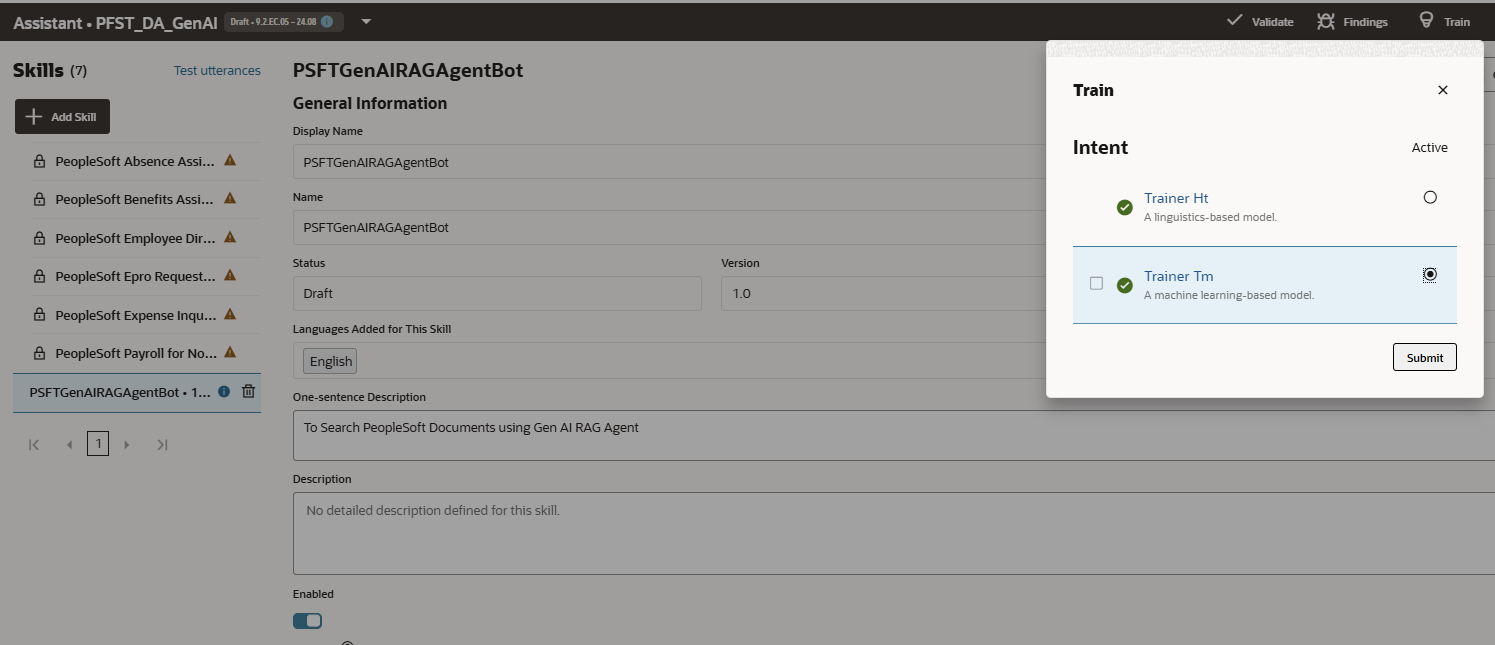 Assistant • PFST_DA_GenAI Draft • 9.2.EC.05 – 24.08
Validate Findings Train
Skills (7) Test utterances
Add Skill
PeopleSoft Absence Assi...
PeopleSoft Benefits Assi...
PeopleSoft Employee Dir...
PeopleSoft Epro Request...
PeopleSoft Expense Inqu...
PeopleSoft Payroll for No...
PSFTGenAIRAGAgentBot • 1...
1
PSFTGenAIRAGAgentBot
General Information
Display Name
PSFTGenAIRAGAgentBot
Name
PSFTGenAIRAGAgentBot
Status Version
Draft 1.0
Languages Added for This Skill
English
One-sentence Description
To Search PeopleSoft Documents using Gen AI RAG Agent
Description
No detailed description defined for this skill.
Enabled
Train
Intent Active
Trainer Ht
A linguistics-based model.
Trainer Tm
A machine learning-based model.
Submit